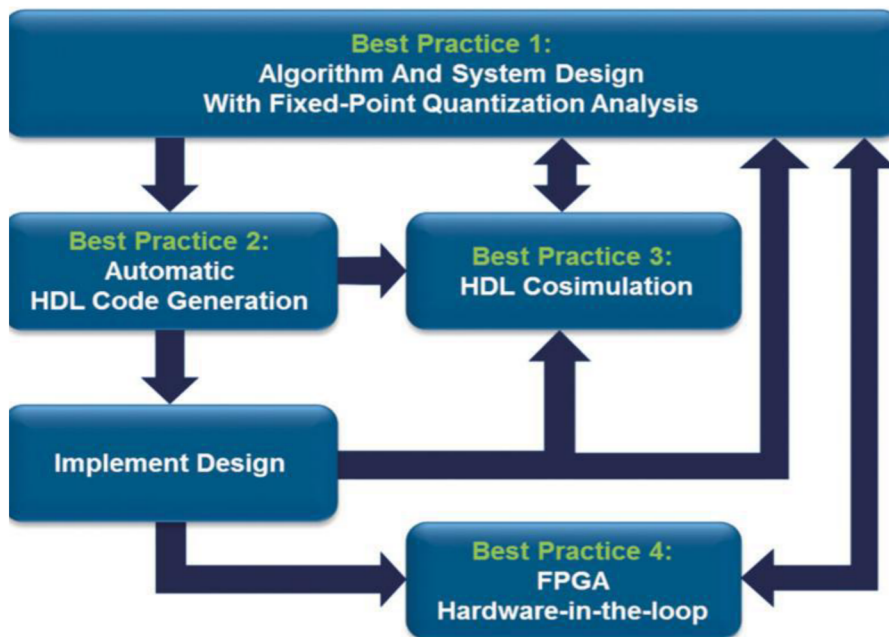 Best Practice 1:
Algorithm And System Design
With Fixed-Point Quantization Analysis
Best Practice 2:
Automatic
HDL Code Generation
Best Practice 3:
HDL Cosimulation
Implement Design
Best Practice 4:
FPGA
Hardware-in-the-loop